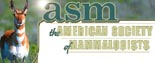 asm
the AMERICAN SOCIETY
of MAMMALOGISTS